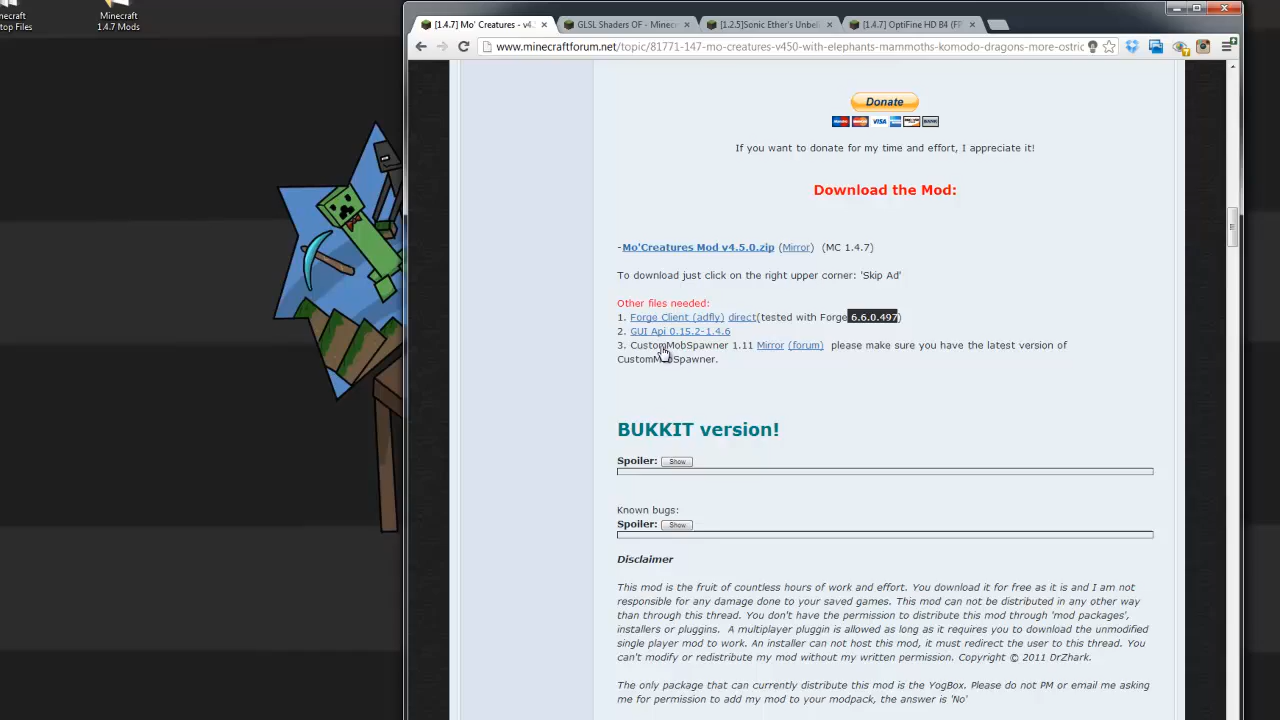 Minecraft
1.4.7 Mods
[1.4.7] Mo' Creatures - v4.
GLSL Shaders OF - Minec
[1.2.5]Sonic Ether's Unbe
[1.4.7] OptiFine HD B4 (FP
www.minecraftforum.net/topic/81771-147-mo-creatures-v450-with-elephants-mammoths-komodo-dragons-more-ostric
Donate
VISA
BANK
If you want to donate for my time and effort, I appreciate it!
Download the Mod:
-Mo'Creatures Mod v4.5.0.zip (Mirror) (MC 1.4.7)
To download just click on the right upper corner: 'Skip Ad'
Other files needed:
1. Forge Client (adfly) direct(tested with Forge 6.6.0.497)
2. GUI Api 0.15.2-1.4.6
3. CustomMobSpawner 1.11 Mirror (forum) please make sure you have the latest version of
CustomMobSpawner.
BUKKIT version!
Spoiler: Show
Known bugs:
Spoiler: Show
Disclaimer
This mod is the fruit of countless hours of work and effort. You download it for free as it is and I am not
responsible for any damage done to your saved games. This mod can not be distributed in any other way
than through this thread. You don't have the permission to distribute this mod through 'mod packages',
installers or pluggins. A multiplayer pluggin is allowed as long as it requires you to download the unmodified
single player mod to work. An installer can not host this mod, it must redirect the user to this thread. You
can't modify or redistribute my mod without my written permission. Copyright © 2011 DrZhark.
The only package that can currently distribute this mod is the YogBox. Please do not PM or email me asking
me for permission to add my mod to your modpack, the answer is 'No'